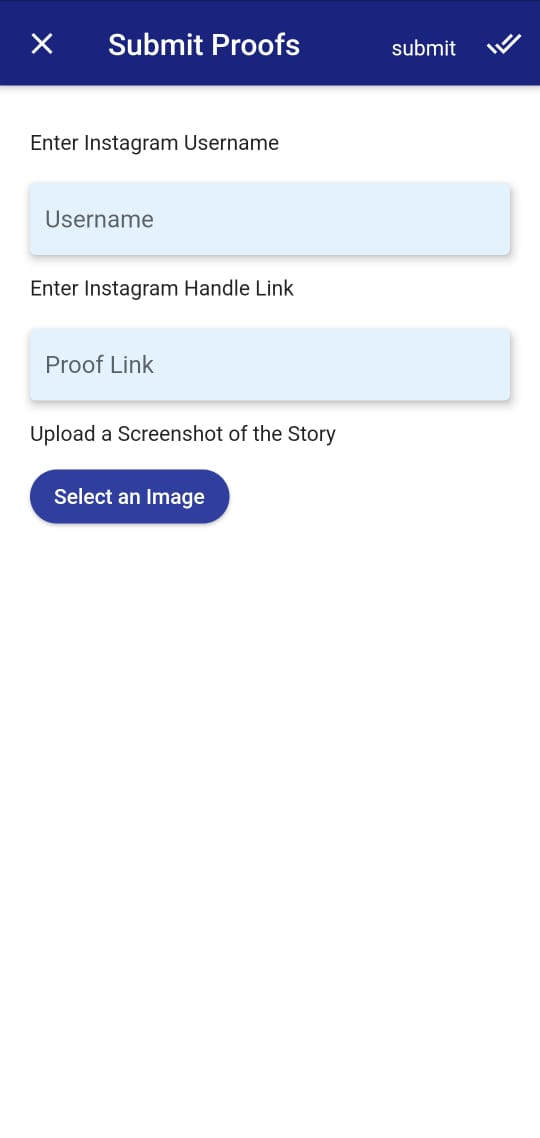 Submit Proofs submit
Enter Instagram Username
Username
Enter Instagram Handle Link
Proof Link
Upload a Screenshot of the Story
Select an Image